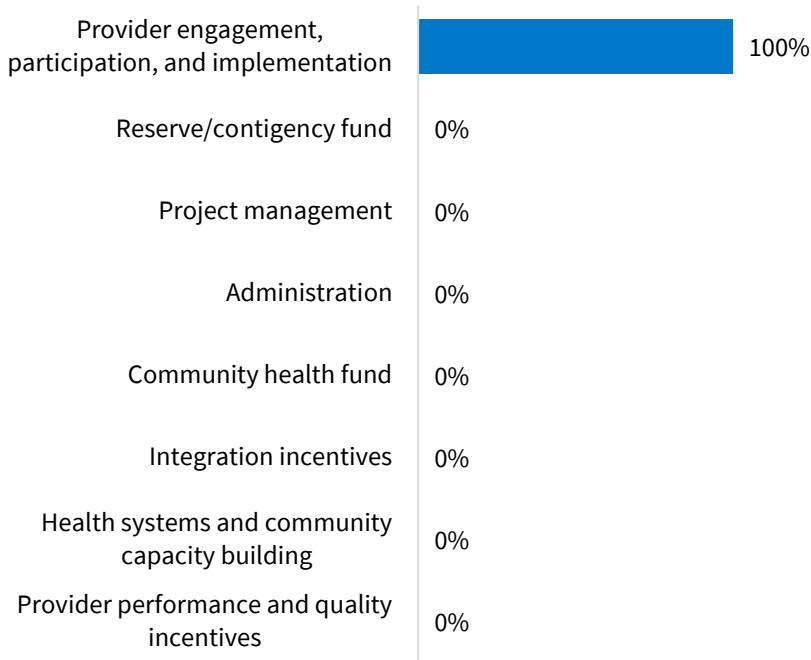 Provider engagement,
participation, and implementation
100%
Reserve/contigency fund
0%
Project management
0%
Administration
0%
Community health fund
0%
Integration incentives
0%
Health systems and community
capacity building
0%
Provider performance and quality
incentives
0%